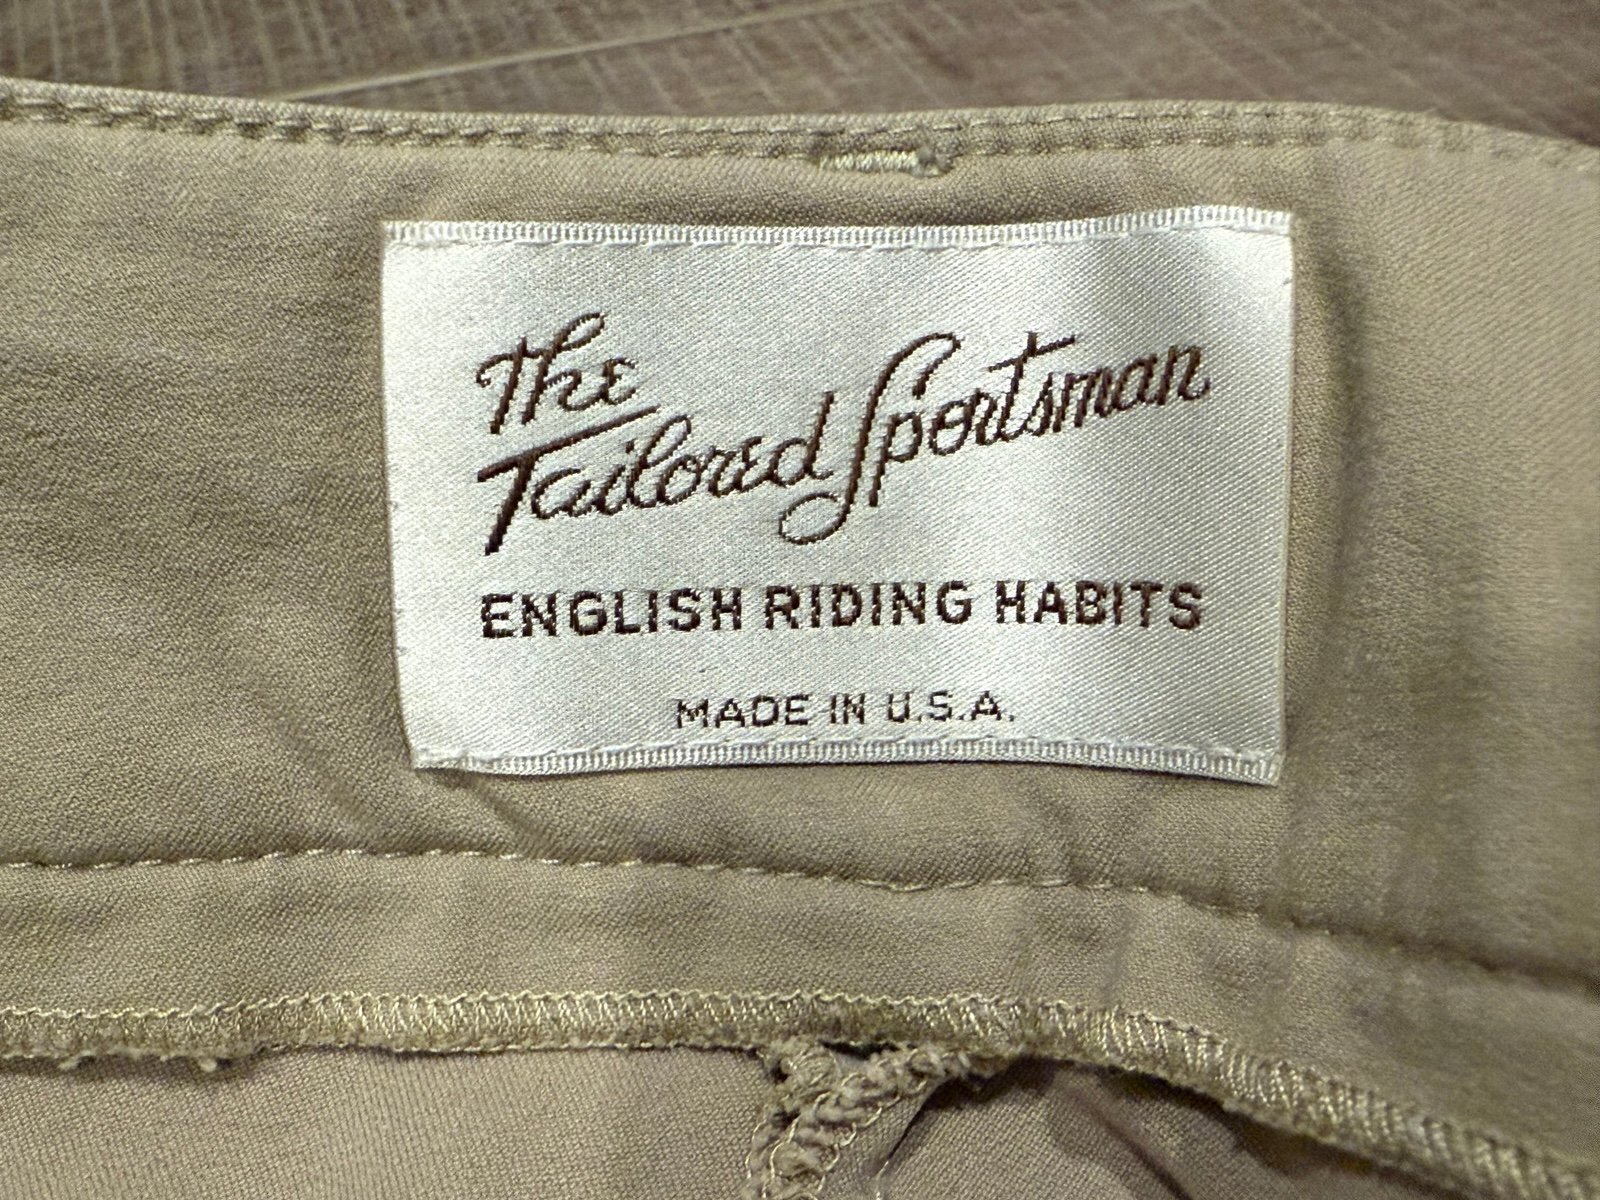 The
Tailored Sportsman
ENGLISH RIDING HABITS
MADE IN U.S.A.